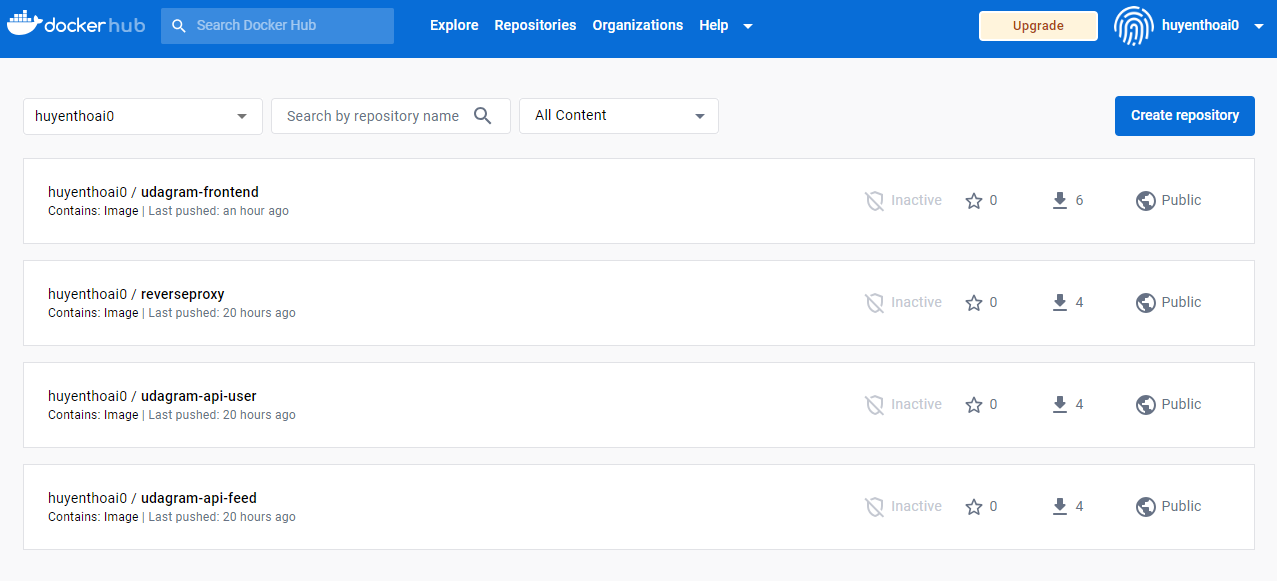 docker hub Search Docker Hub Explore Repositories Organizations Help Upgrade huyenthoai0
huyenthoai0 Search by repository name All Content Create repository
huyenthoai0 / udagram-frontend Inactive 0 6 Public
Contains: Image | Last pushed: an hour ago
huyenthoai0 / reverseproxy Inactive 0 4 Public
Contains: Image | Last pushed: 20 hours ago
huyenthoai0 / udagram-api-user Inactive 0 4 Public
Contains: Image | Last pushed: 20 hours ago
huyenthoai0 / udagram-api-feed Inactive 0 4 Public
Contains: Image | Last pushed: 20 hours ago